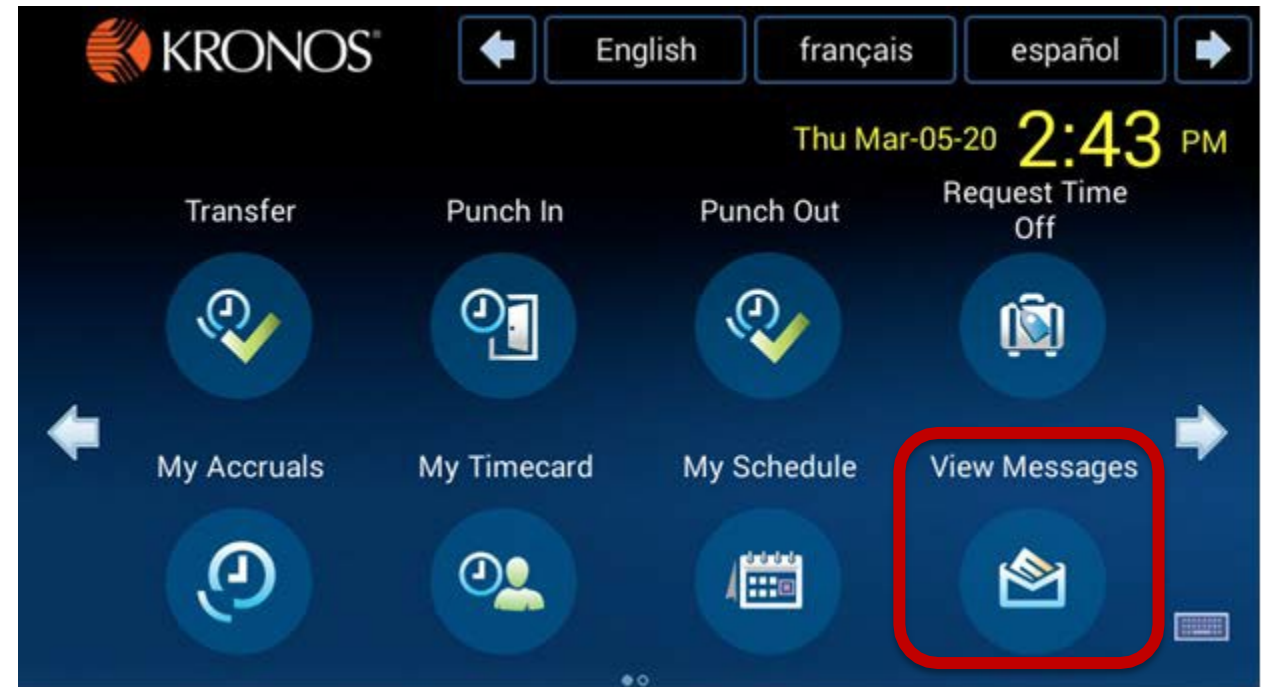 KRONOS®
English français español
Thu Mar-05-20 2:43 PM
Transfer Punch In Punch Out Request Time
Off
My Accruals My Timecard My Schedule View Messages